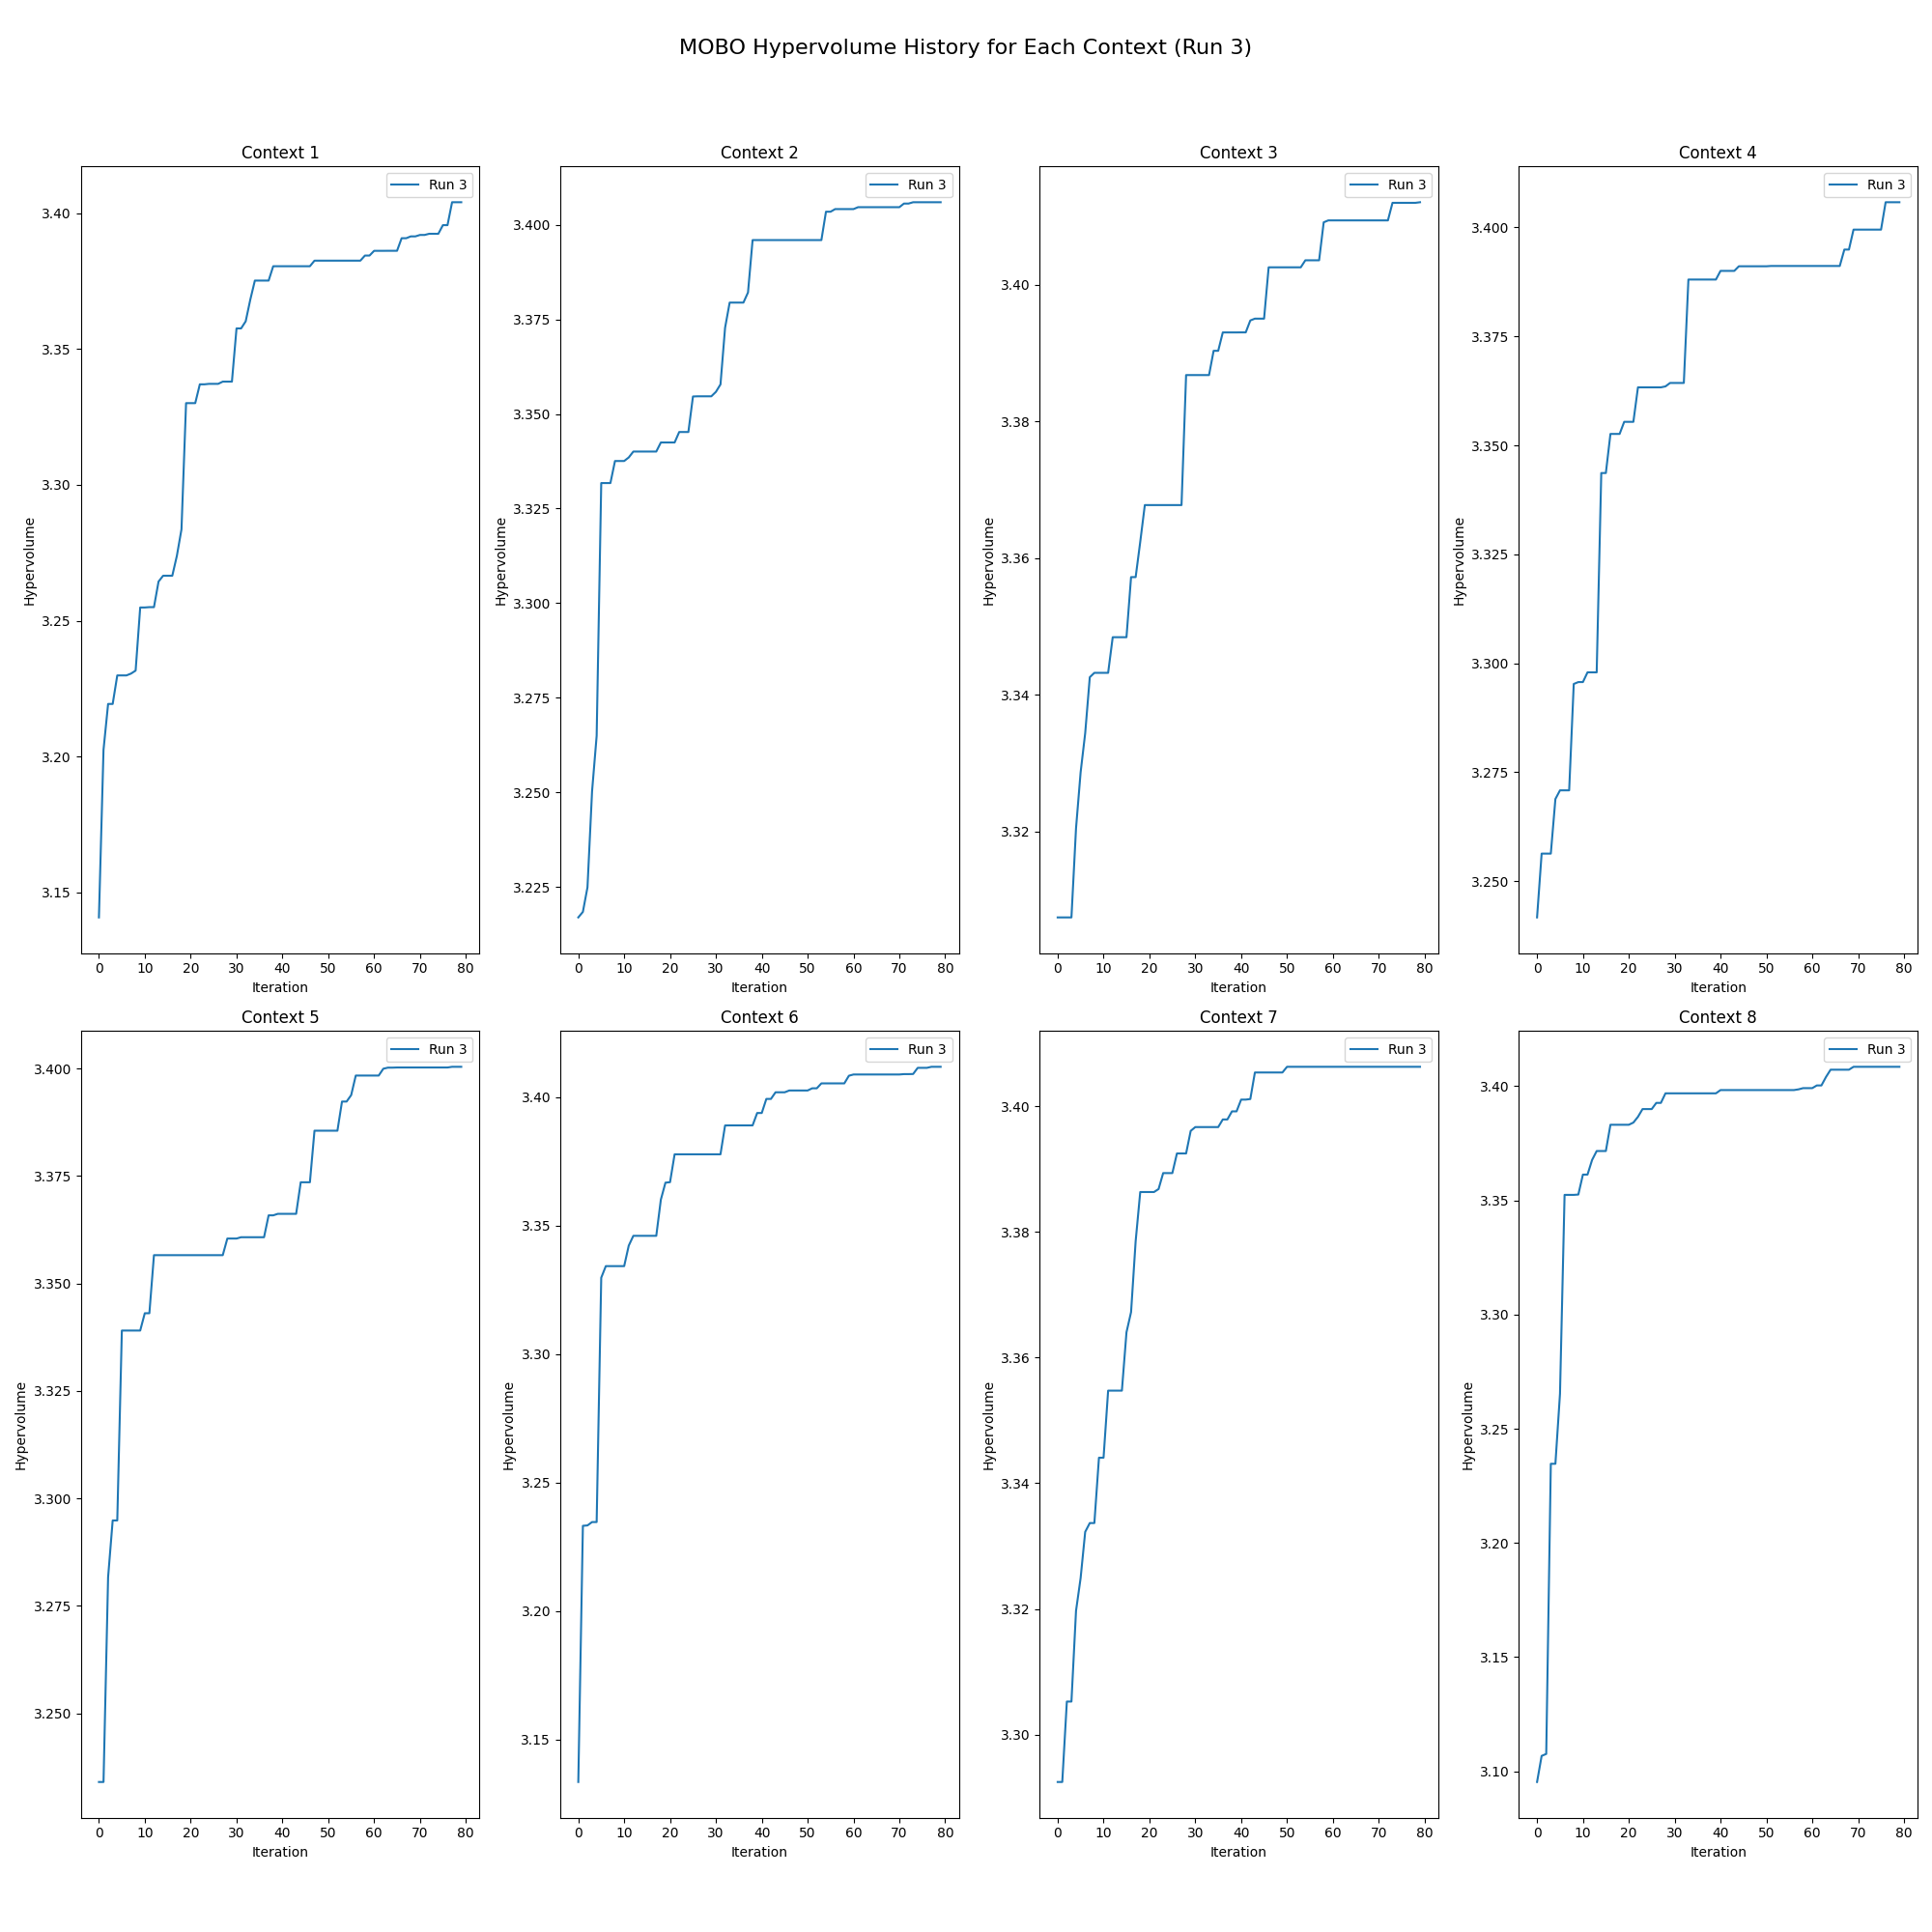 MOBO Hypervolume History for Each Context (Run 3)
Context 1
Run 3
3.40
3.35
3.30
3.25
3.20
3.15
Hypervolume
0 10 20 30 40 50 60 70 80
Iteration
Context 2
Run 3
3.400
3.375
3.350
3.325
3.300
3.275
3.250
3.225
Hypervolume
0 10 20 30 40 50 60 70 80
Iteration
Context 3
Run 3
3.40
3.38
3.36
3.34
3.32
Hypervolume
0 10 20 30 40 50 60 70 80
Iteration
Context 4
Run 3
3.400
3.375
3.350
3.325
3.300
3.275
3.250
Hypervolume
0 10 20 30 40 50 60 70 80
Iteration
Context 5
Run 3
3.400
3.375
3.350
3.325
3.300
3.275
3.250
Hypervolume
0 10 20 30 40 50 60 70 80
Iteration
Context 6
Run 3
3.40
3.35
3.30
3.25
3.20
3.15
Hypervolume
0 10 20 30 40 50 60 70 80
Iteration
Context 7
Run 3
3.40
3.38
3.36
3.34
3.32
3.30
Hypervolume
0 10 20 30 40 50 60 70 80
Iteration
Context 8
Run 3
3.40
3.35
3.30
3.25
3.20
3.15
3.10
Hypervolume
0 10 20 30 40 50 60 70 80
Iteration